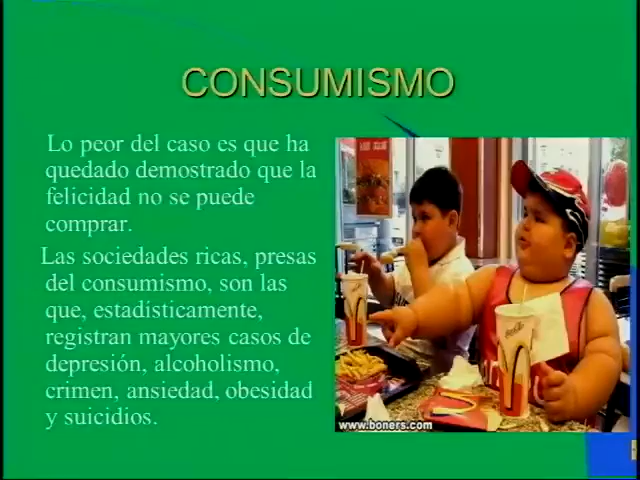 CONSUMISMO
Lo peor del caso es que ha
quedado demostrado que la
felicidad no se puede
comprar.
Las sociedades ricas, presas
del consumismo, son las
que, estadísticamente,
registran mayores casos de
depresión, alcoholismo,
crimen, ansiedad, obesidad
y suicidios.
www.boners.com